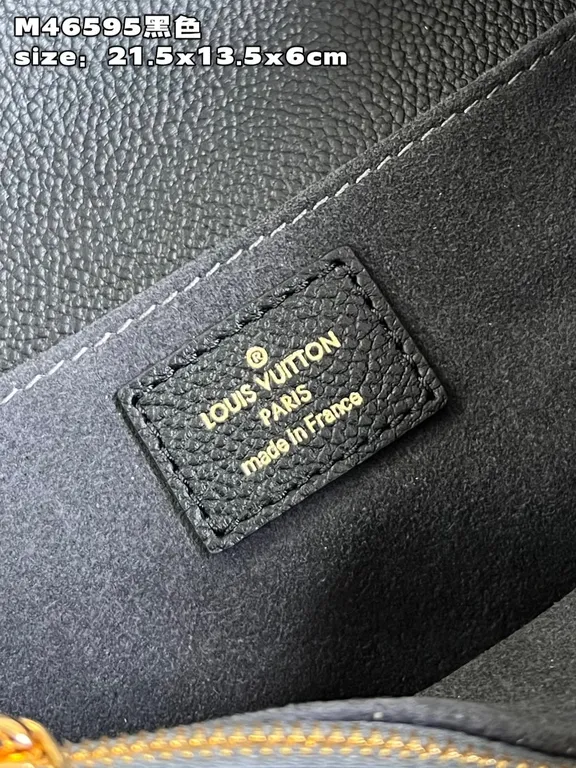 M46595黑色
size：21.5x13.5x6cm
®
LOUIS VUITTON
PARIS
made in France